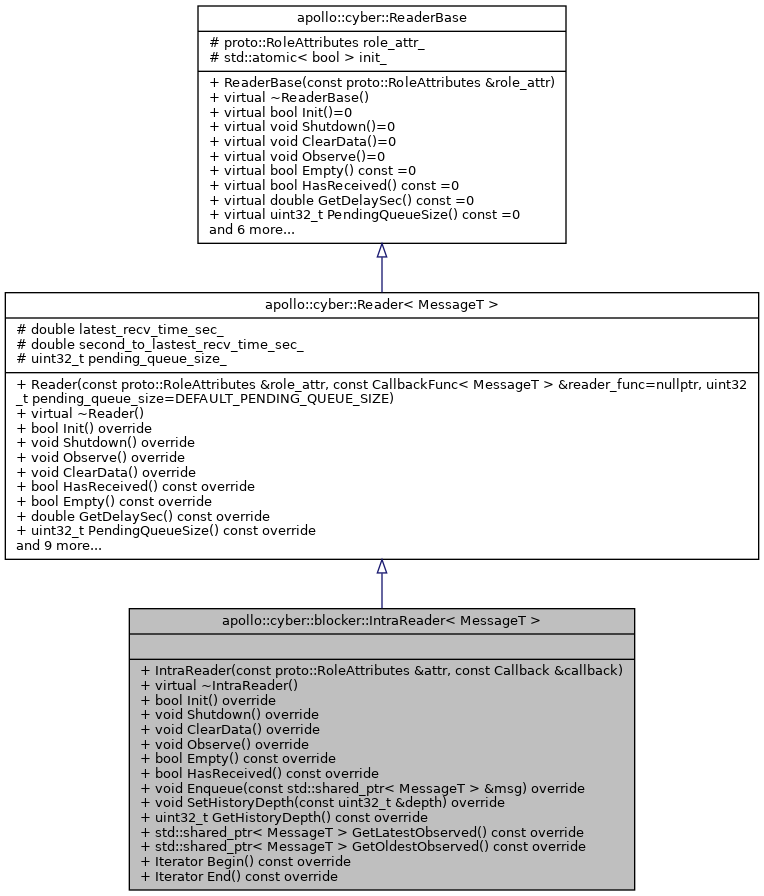 apollo::cyber::ReaderBase
# proto::RoleAttributes role_attr_
# std::atomic< bool > init_
+ ReaderBase(const proto::RoleAttributes &role_attr)
+ virtual ~ReaderBase()
+ virtual bool Init()=0
+ virtual void Shutdown()=0
+ virtual void ClearData()=0
+ virtual void Observe()=0
+ virtual bool Empty() const =0
+ virtual bool HasReceived() const =0
+ virtual double GetDelaySec() const =0
+ virtual uint32_t PendingQueueSize() const =0
and 6 more...
apollo::cyber::Reader< MessageT >
# double latest_recv_time_sec_
# double second_to_lastest_recv_time_sec_
# uint32_t pending_queue_size_
+ Reader(const proto::RoleAttributes &role_attr, const CallbackFunc< MessageT > &reader_func=nullptr, uint32
_t pending_queue_size=DEFAULT_PENDING_QUEUE_SIZE)
+ virtual ~Reader()
+ bool Init() override
+ void Shutdown() override
+ void Observe() override
+ void ClearData() override
+ bool HasReceived() const override
+ bool Empty() const override
+ double GetDelaySec() const override
+ uint32_t PendingQueueSize() const override
and 9 more...
apollo::cyber::blocker::IntraReader< MessageT >
+ IntraReader(const proto::RoleAttributes &attr, const Callback &callback)
+ virtual ~IntraReader()
+ bool Init() override
+ void Shutdown() override
+ void ClearData() override
+ void Observe() override
+ bool Empty() const override
+ bool HasReceived() const override
+ void Enqueue(const std::shared_ptr< MessageT > &msg) override
+ void SetHistoryDepth(const uint32_t &depth) override
+ uint32_t GetHistoryDepth() const override
+ std::shared_ptr< MessageT > GetLatestObserved() const override
+ std::shared_ptr< MessageT > GetOldestObserved() const override
+ Iterator Begin() const override
+ Iterator End() const override